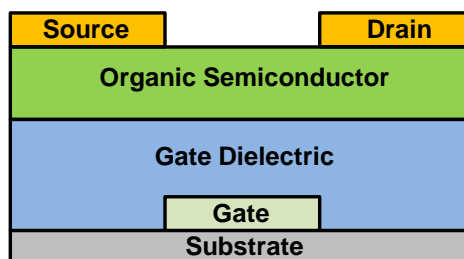 Source
Drain
Organic Semiconductor
Gate Dielectric
Gate
Substrate